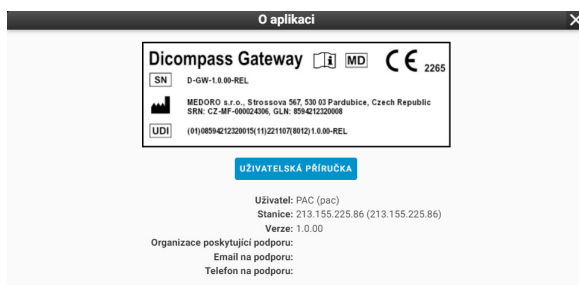 O aplikaci
Dicompass Gateway MD CE 2265
SN D-GW-1.0.00-REL
MEDORO s.r.o., Strossova 567, 530 03 Pardubice, Czech Republic
SRN: CZ-MF-000024306, GLN: 8594212320008
UDI (01)08594212320015(11)221107(8012)1.0.00-REL
UŽIVATELSKÁ PŘÍRUČKA
Uživatel: PAC (pac)
Stanice: 213.155.225.86 (213.155.225.86)
Verze: 1.0.00
Organizace poskytující podporu:
Email na podporu:
Telefon na podporu: